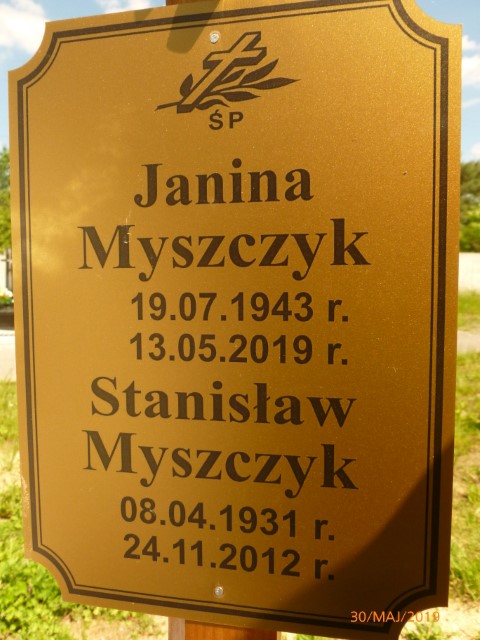 ŚP
Janina
Myszczyk
19.07.1943 r.
13.05.2019 r.
Stanisław
Myszczyk
08.04.1931 r.
24.11.2012 r.
30/MAJ/2019